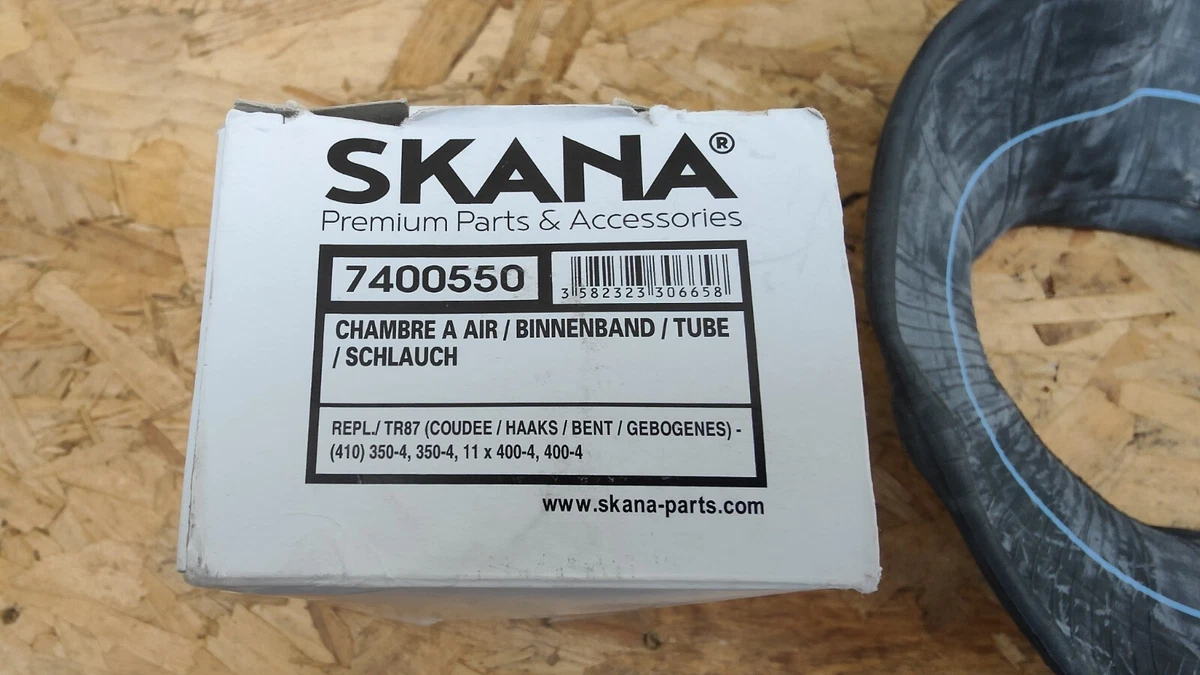 SKANA®
Premium Parts & Accessories
7400550
3 582323 306658
CHAMBRE A AIR / BINNENBAND / TUBE
/ SCHLAUCH
REPL./ TR87 (COUDEE / HAAKS / BENT / GEBOGENES) -
(410) 350-4, 350-4, 11 x 400-4, 400-4
www.skana-parts.com